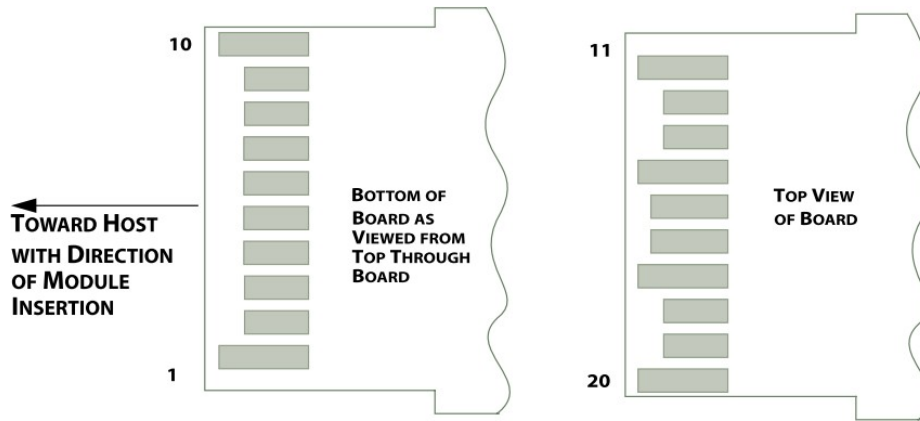 10
TOWARD HOST
WITH DIRECTION
OF MODULE
INSERTION
1
BOTTOM OF
BOARD AS
VIEWED FROM
TOP THROUGH
BOARD
11
TOP VIEW
OF BOARD
20